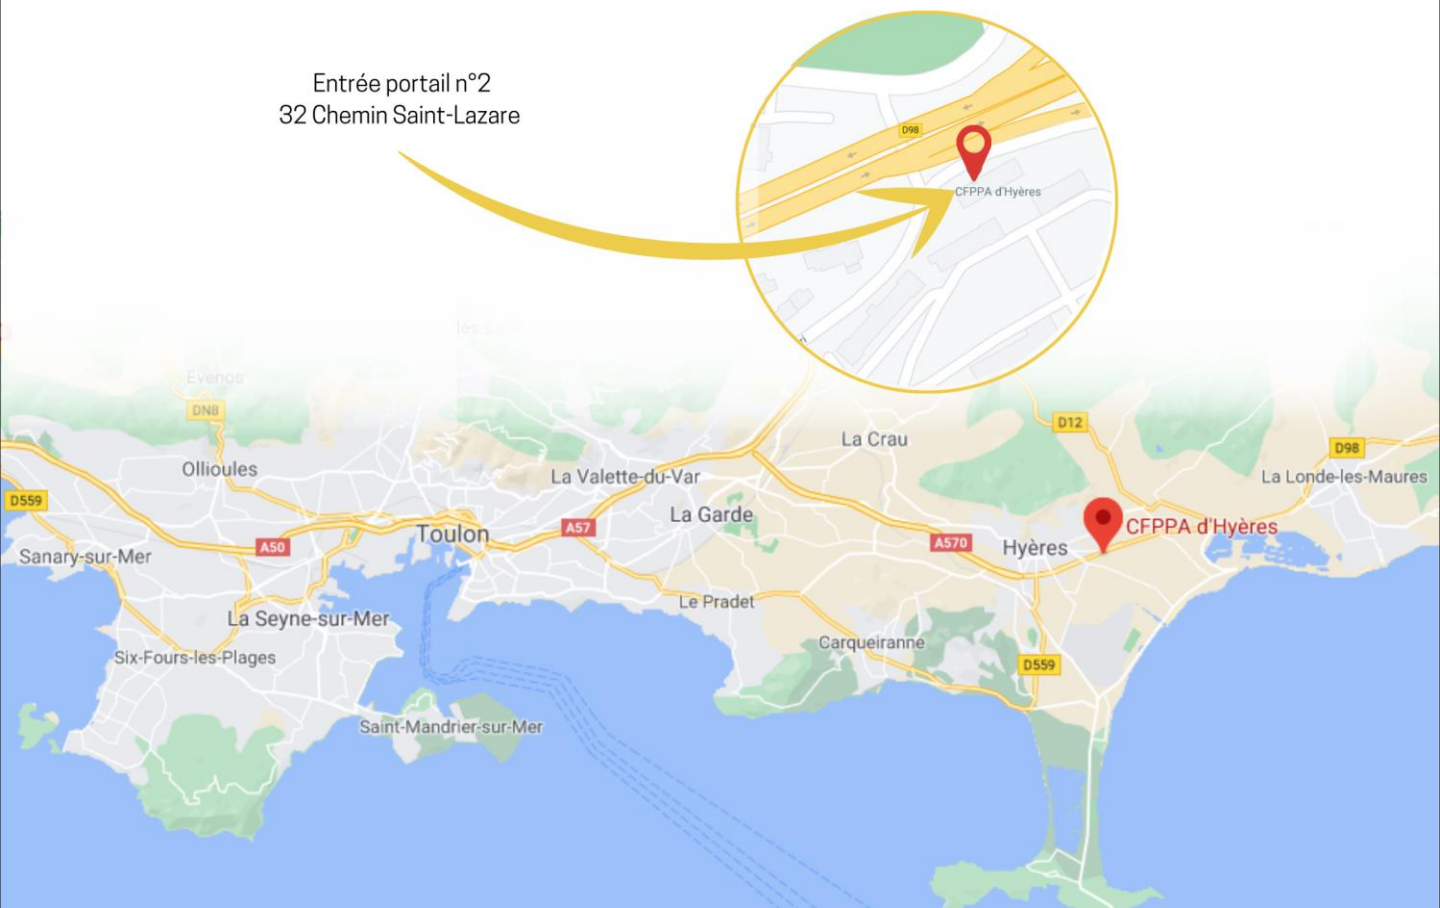 Entrée portail n°2
32 Chemin Saint-Lazare
D98
CFPPA d'Hyères
Evenos
DN8
D12
La Crau
D98
Ollioules
La Valette-du-Var
La Londe-les-Maures
D559
La Garde
A57
Toulon
CFPPA d'Hyères
A50
A570
Hyères
Sanary-sur-Mer
Le Pradet
La Seyne-sur-Mer
Carqueiranne
Six-Fours-les-Plages
D559
Saint-Mandrier-sur-Mer